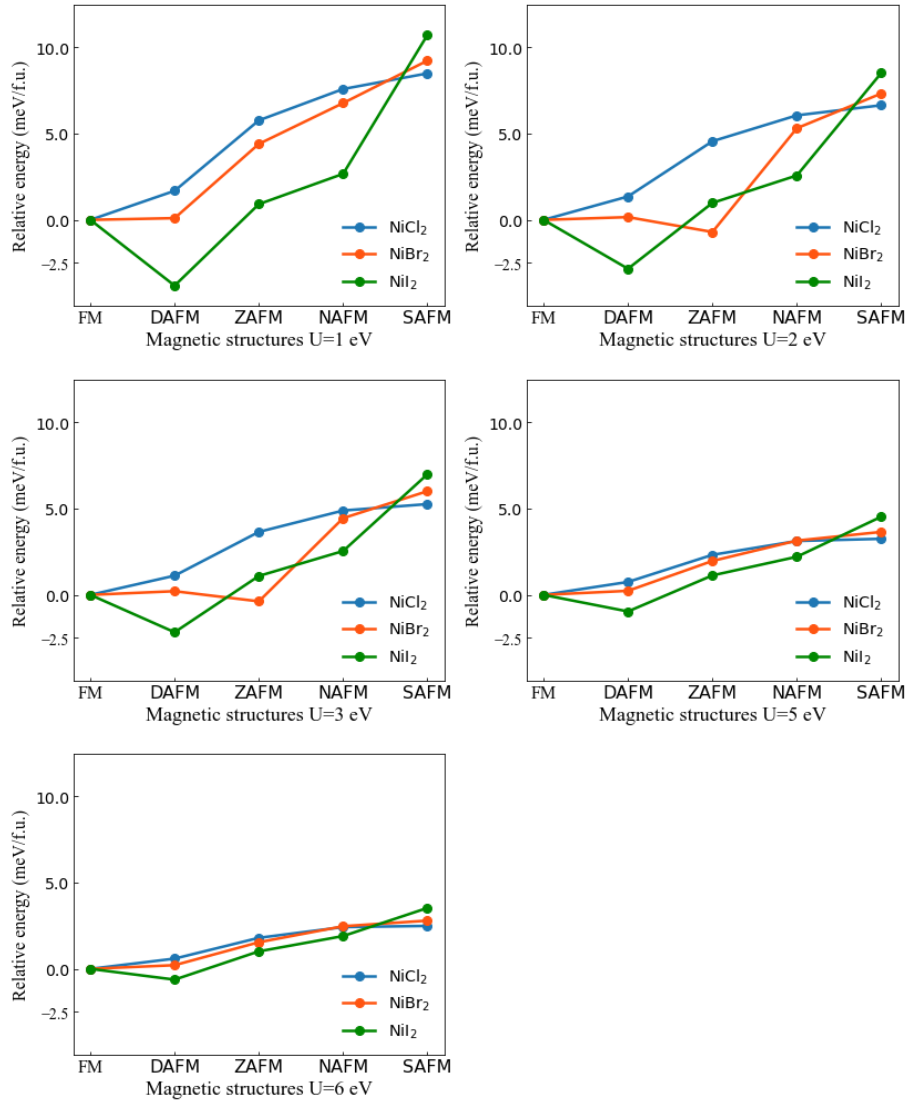 Relative energy (meV/f.u.)
10.0
5.0
0.0
−2.5
NiCl₂
NiBr₂
NiI₂
FM DAFM ZAFM NAFM SAFM
Magnetic structures U=1 eV
Relative energy (meV/f.u.)
10.0
5.0
0.0
−2.5
NiCl₂
NiBr₂
NiI₂
FM DAFM ZAFM NAFM SAFM
Magnetic structures U=2 eV
Relative energy (meV/f.u.)
10.0
5.0
0.0
−2.5
NiCl₂
NiBr₂
NiI₂
FM DAFM ZAFM NAFM SAFM
Magnetic structures U=3 eV
Relative energy (meV/f.u.)
10.0
5.0
0.0
−2.5
NiCl₂
NiBr₂
NiI₂
FM DAFM ZAFM NAFM SAFM
Magnetic structures U=5 eV
Relative energy (meV/f.u.)
10.0
5.0
0.0
−2.5
NiCl₂
NiBr₂
NiI₂
FM DAFM ZAFM NAFM SAFM
Magnetic structures U=6 eV